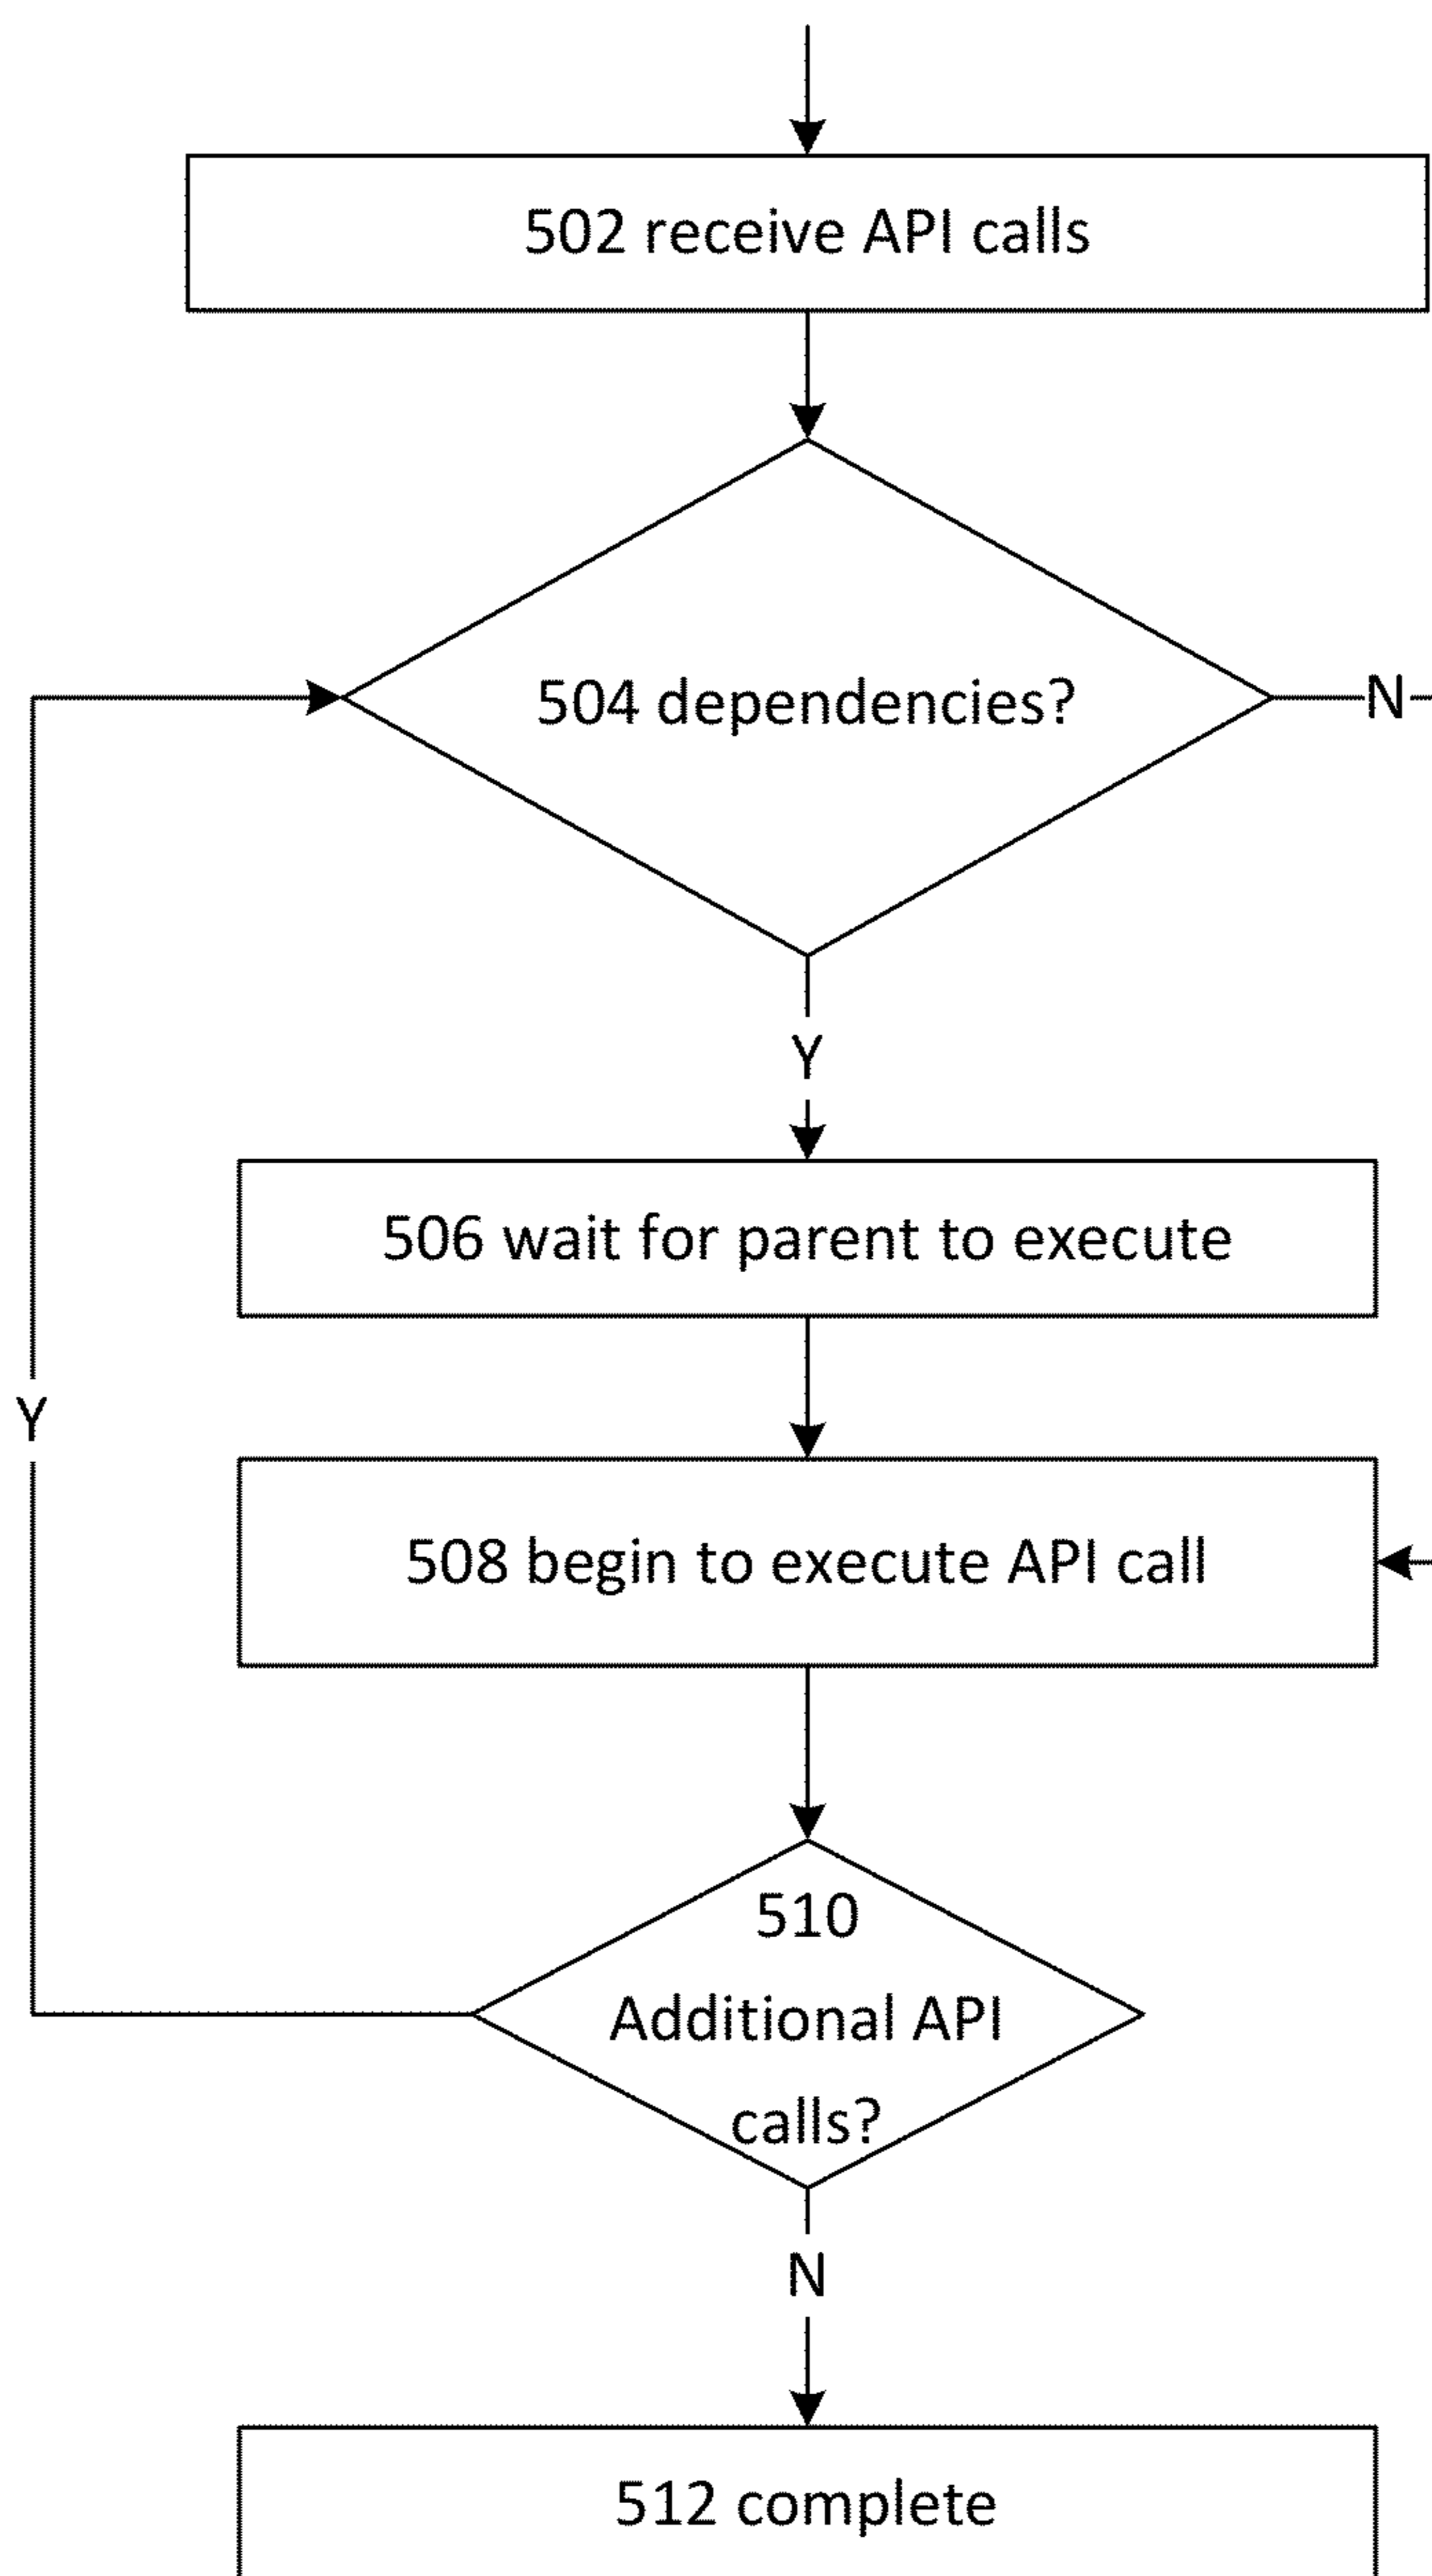 502 receive API calls
504 dependencies?
N
Y
506 wait for parent to execute
Y
508 begin to execute API call
510
Additional API
calls?
N
512 complete